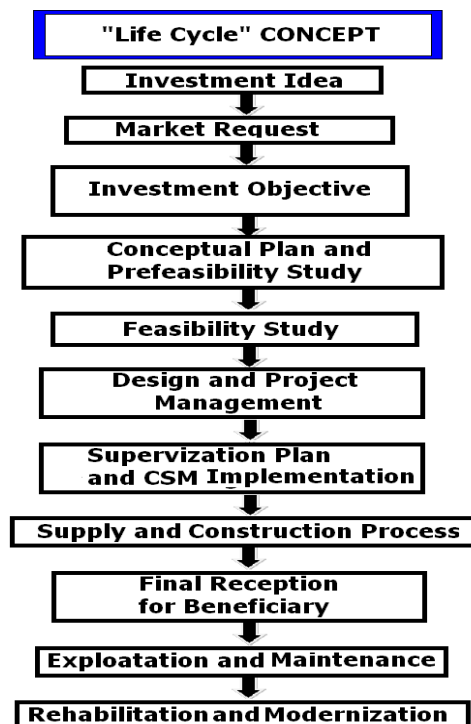 "Life Cycle" CONCEPT
Investment Idea
Market Request
Investment Objective
Conceptual Plan and
Prefeasibility Study
Feasibility Study
Design and Project
Management
Supervization Plan
and CSM Implementation
Supply and Construction Process
Final Reception
for Beneficiary
Exploatation and Maintenance
Rehabilitation and Modernization